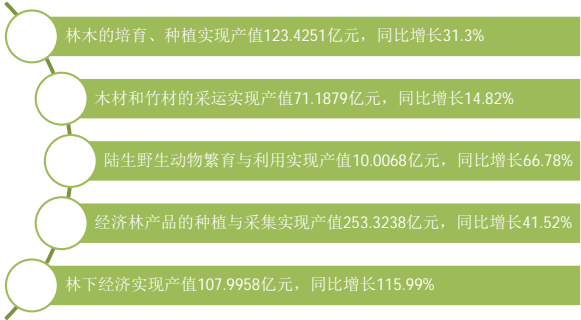 林木的培育、种植实现产值123.4251亿元，同比增长31.3%
木材和竹材的采运实现产值71.1879亿元，同比增长14.82%
陆生野生动物繁育与利用实现产值10.0068亿元，同比增长66.78%
经济林产品的种植与采集实现产值253.3238亿元，同比增长41.52%
林下经济实现产值107.9958亿元，同比增长115.99%